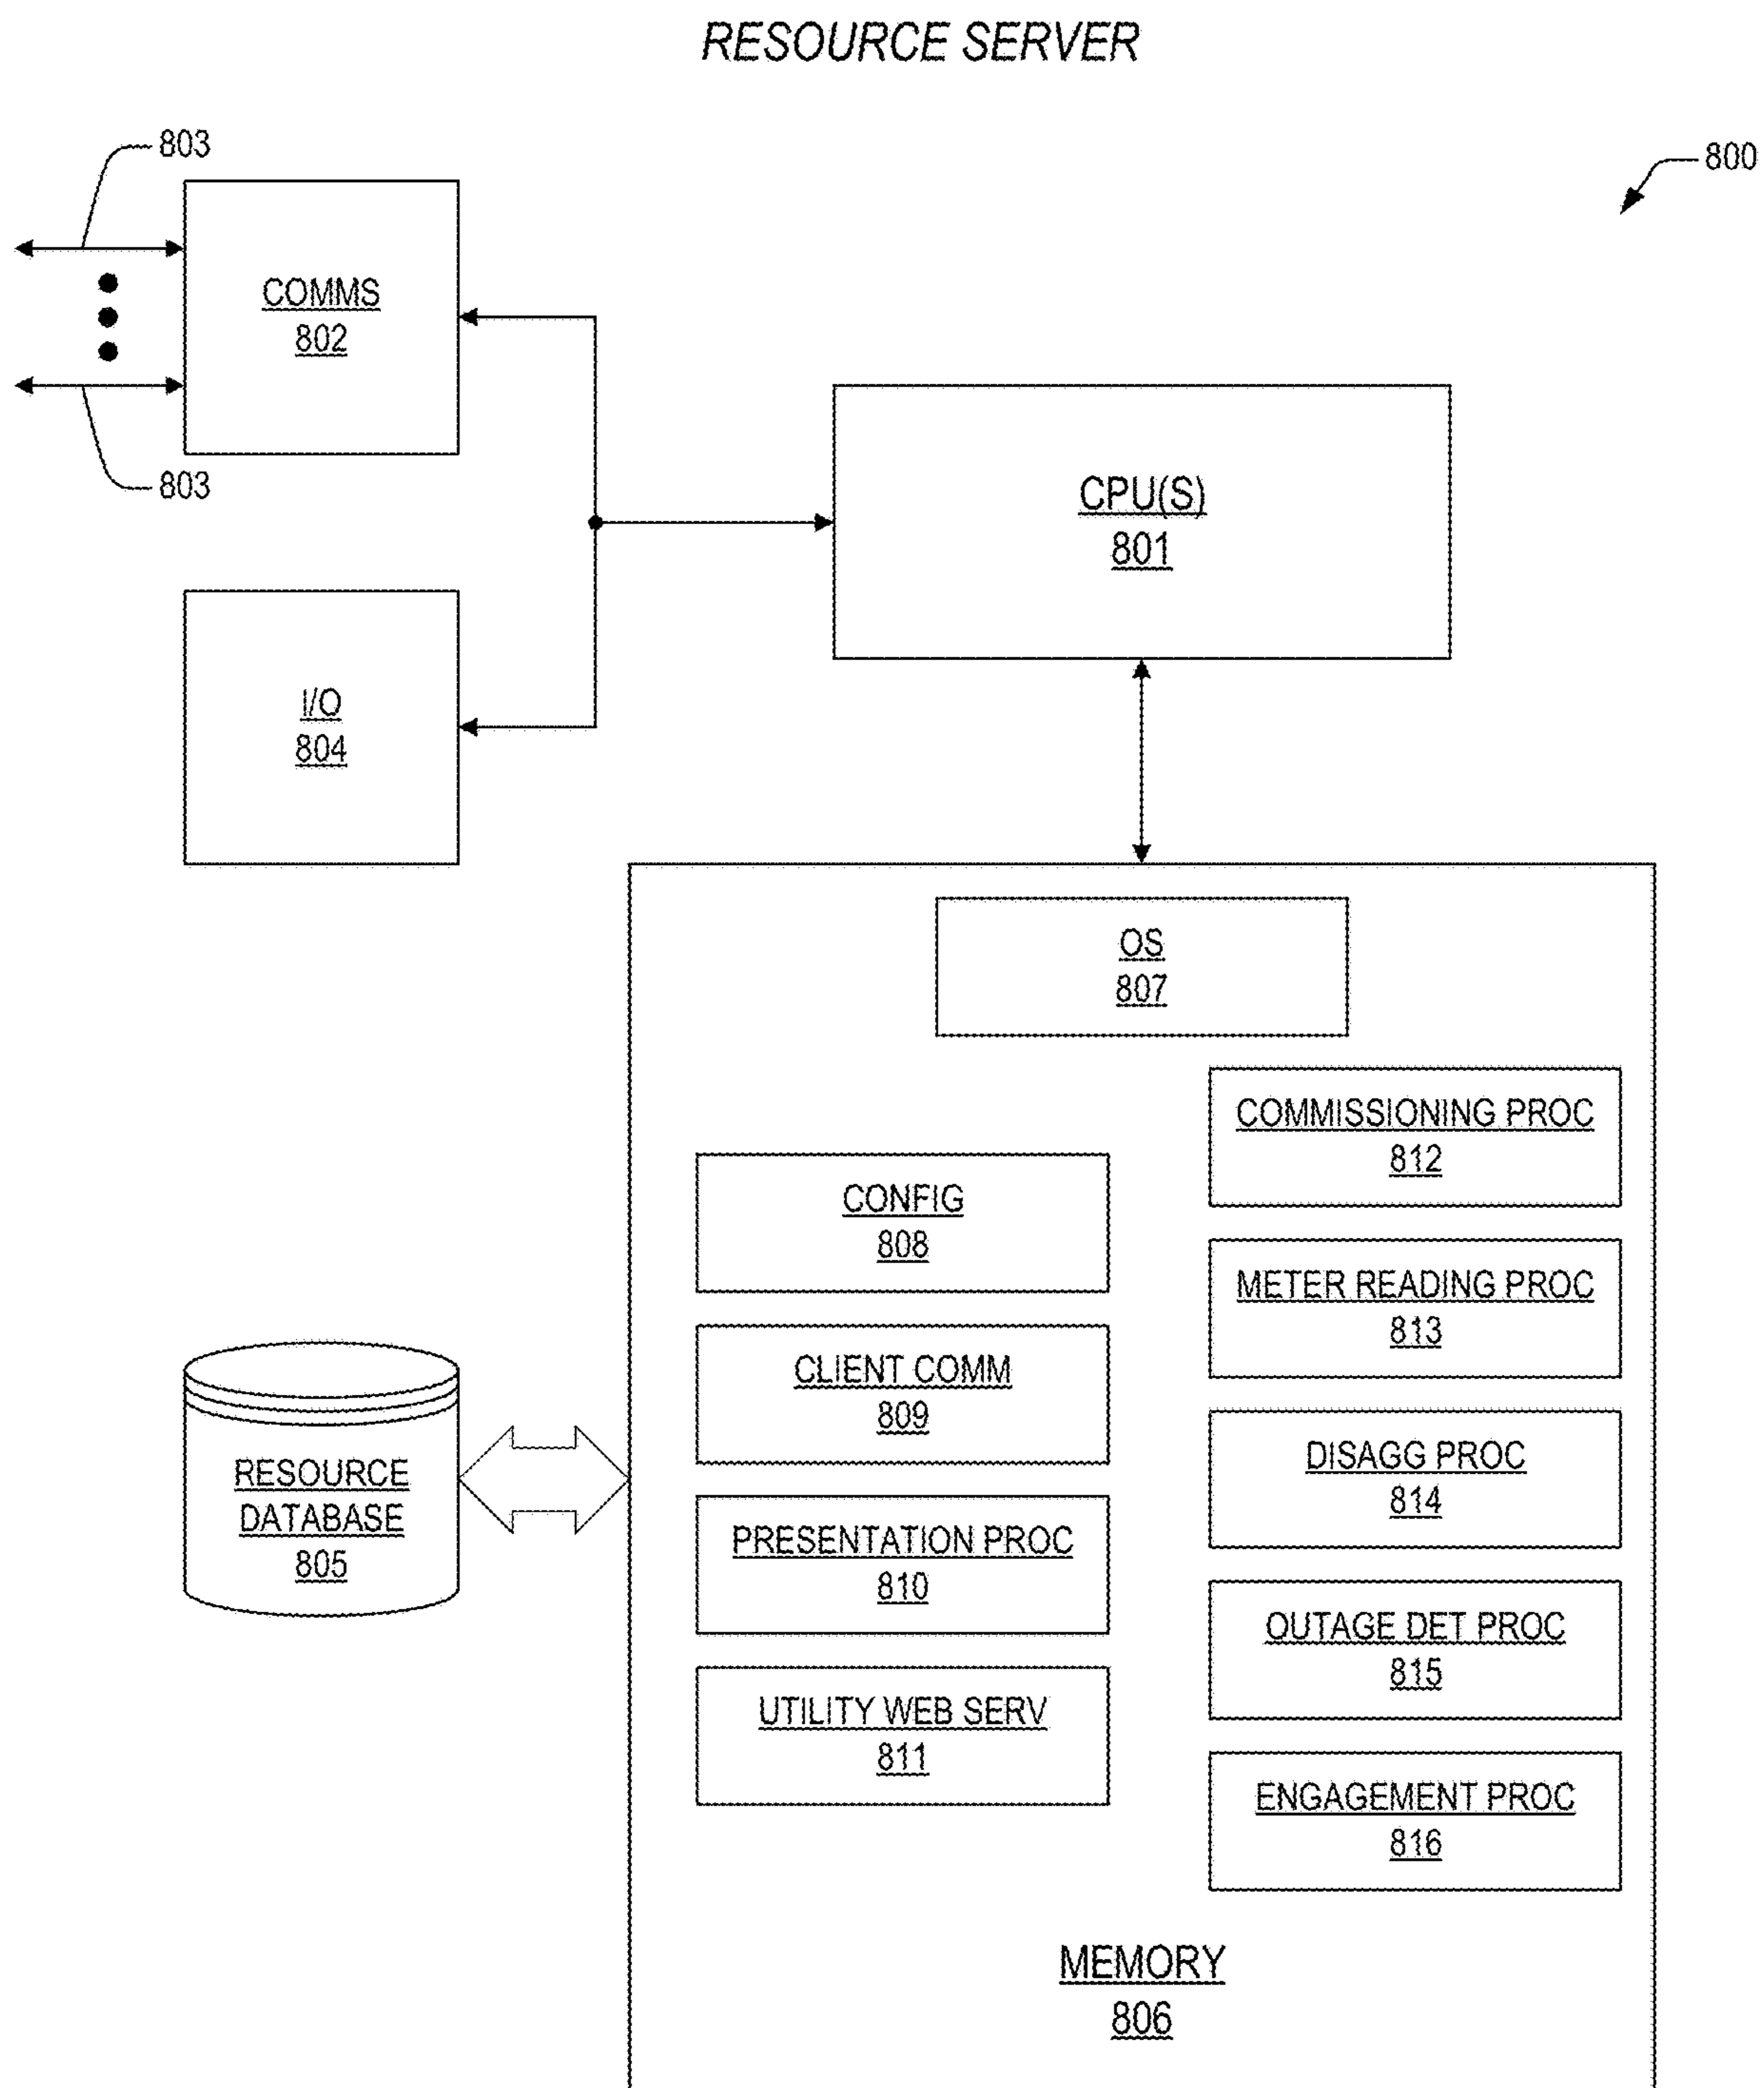 RESOURCE SERVER
803
800
COMMS
802
803
CPU(S)
801
I/O
804
OS
807
COMMISSIONING PROC
812
CONFIG
808
METER READING PROC
813
CLIENT COMM
809
DISAGG PROC
814
RESOURCE
DATABASE
805
PRESENTATION PROC
810
OUTAGE DET PROC
815
UTILITY WEB SERV
811
ENGAGEMENT PROC
816
MEMORY
806